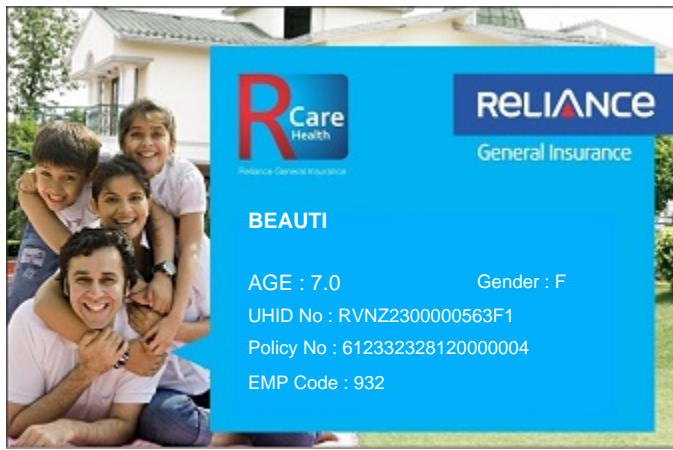 R Care
Health
Reliance General Insurance
RELIANCE
General Insurance
BEAUTI
AGE : 7.0 Gender : F
UHID No : RVNZ2300000563F1
Policy No : 612332328120000004
EMP Code : 932